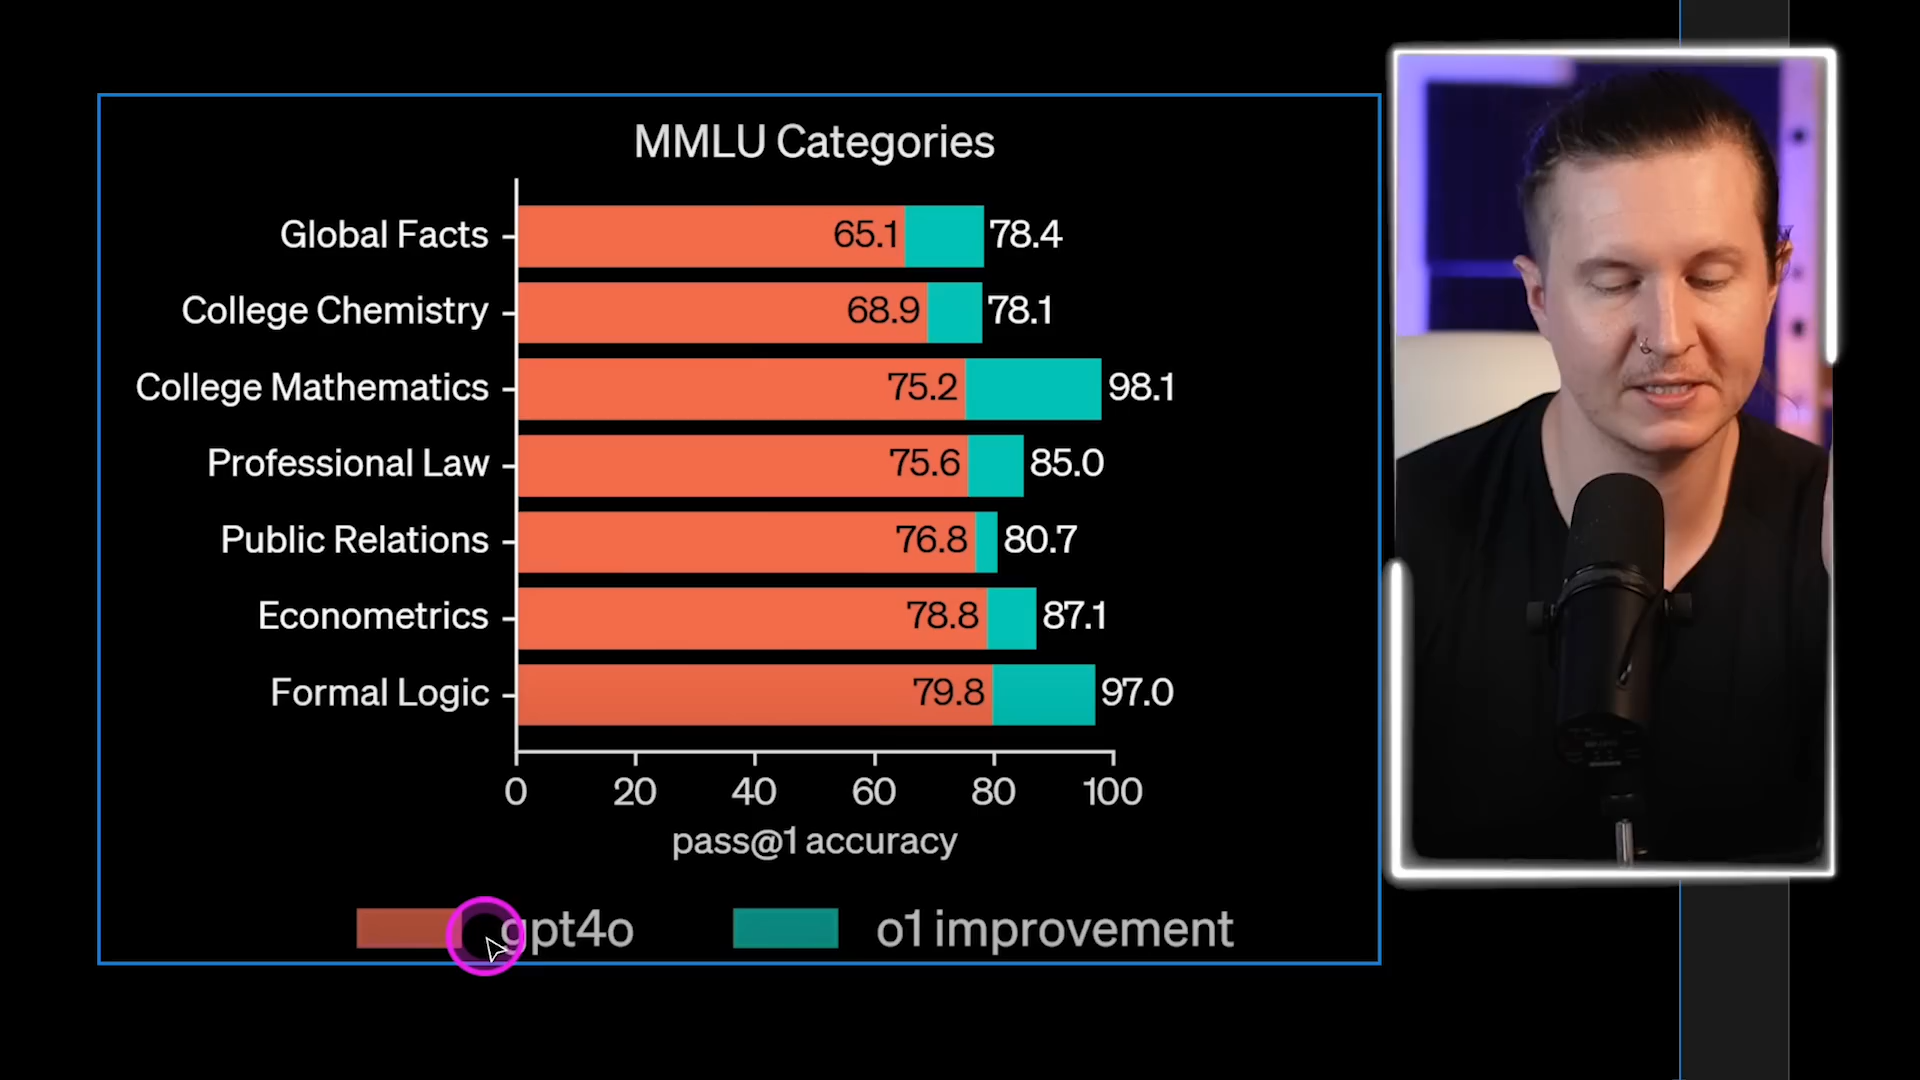 MMLU Categories
Global Facts 65.1 78.4
College Chemistry 68.9 78.1
College Mathematics 75.2 98.1
Professional Law 75.6 85.0
Public Relations 76.8 80.7
Econometrics 78.8 87.1
Formal Logic 79.8 97.0
0 20 40 60 80 100
pass@1 accuracy
gpt4o o1 improvement